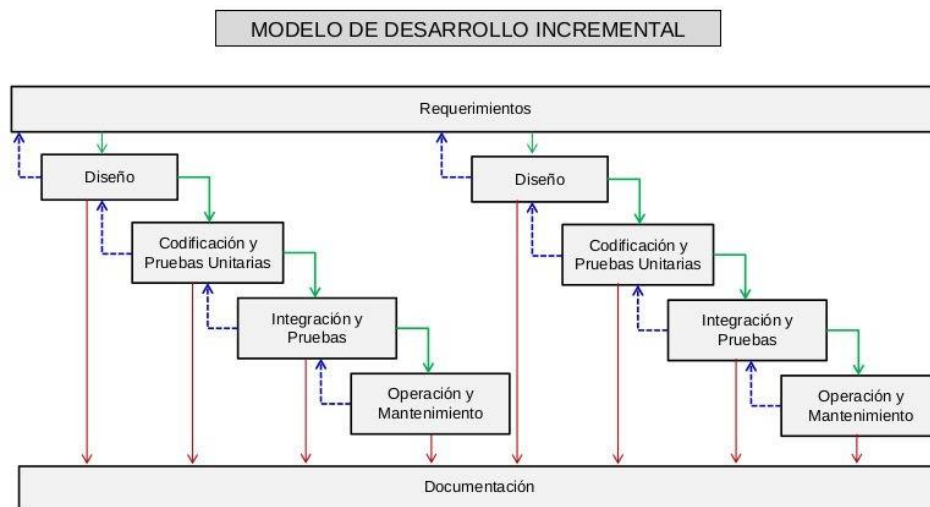 MODELO DE DESARROLLO INCREMENTAL
Requerimientos
Diseño
Codificación y
Pruebas Unitarias
Integración y
Pruebas
Operación y
Mantenimiento
Diseño
Codificación y
Pruebas Unitarias
Integración y
Pruebas
Operación y
Mantenimiento
Documentación